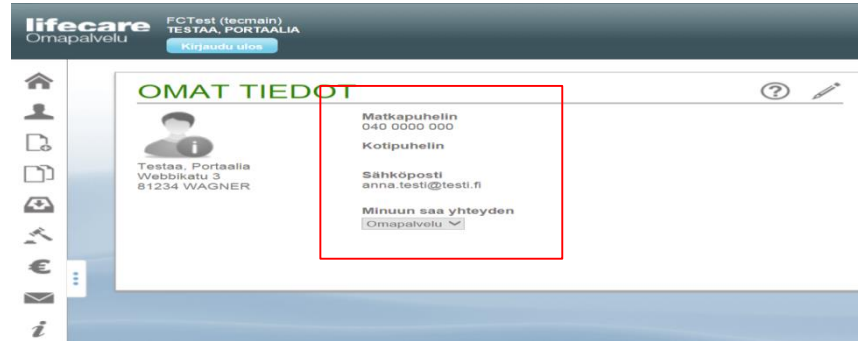 lifecare
Omapalvelu
FCTest (tecmain)
TESTAA, PORTAALIA
Kirjaudu ulos
OMAT TIEDOT
?
i
Testaa, Portaalia
Webbikatu 3
81234 WAGNER
Matkapuhelin
040 0000 000
Kotipuhelin
Sähköposti
anna.testi@testi.fi
Minuun saa yhteyden
Omapalvelu
€
i